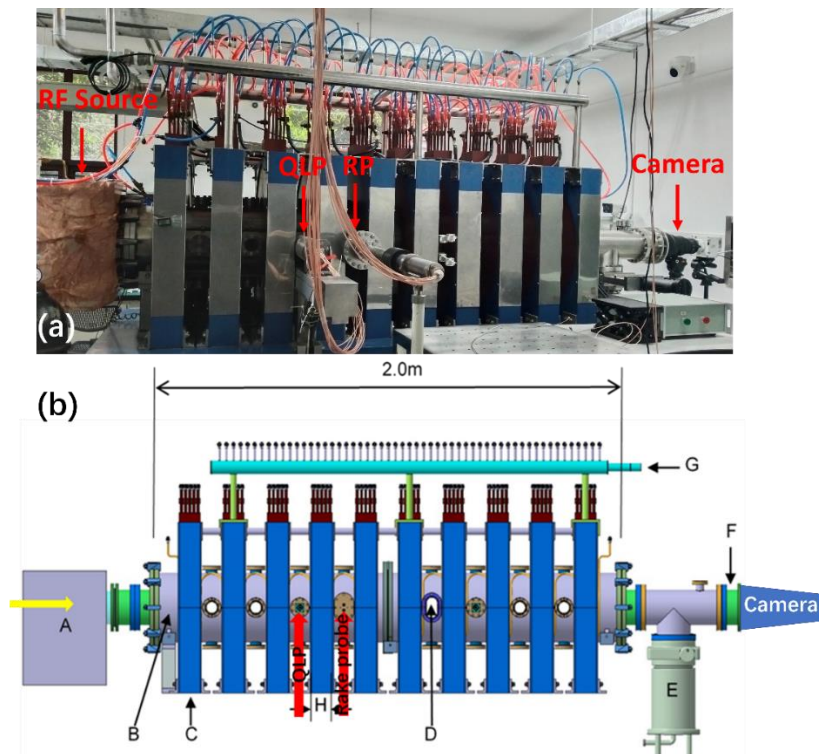 RF Source
QLP
RP
Camera
(a)
2.0m
(b)
G
F
A
Camera
QLP
Rake probe
H
E
B
C
D